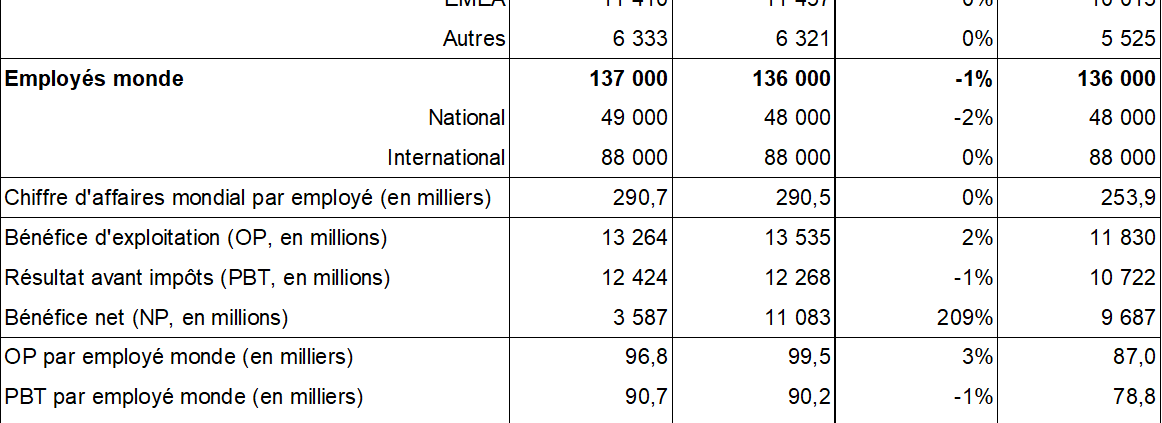 Autres 6 333 6 321 0% 5 525
Employés monde 137 000 136 000 -1% 136 000
National 49 000 48 000 -2% 48 000
International 88 000 88 000 0% 88 000
Chiffre d'affaires mondial par employé (en milliers) 290,7 290,5 0% 253,9
Bénéfice d'exploitation (OP, en millions) 13 264 13 535 2% 11 830
Résultat avant impôts (PBT, en millions) 12 424 12 268 -1% 10 722
Bénéfice net (NP, en millions) 3 587 11 083 209% 9 687
OP par employé monde (en milliers) 96,8 99,5 3% 87,0
PBT par employé monde (en milliers) 90,7 90,2 -1% 78,8